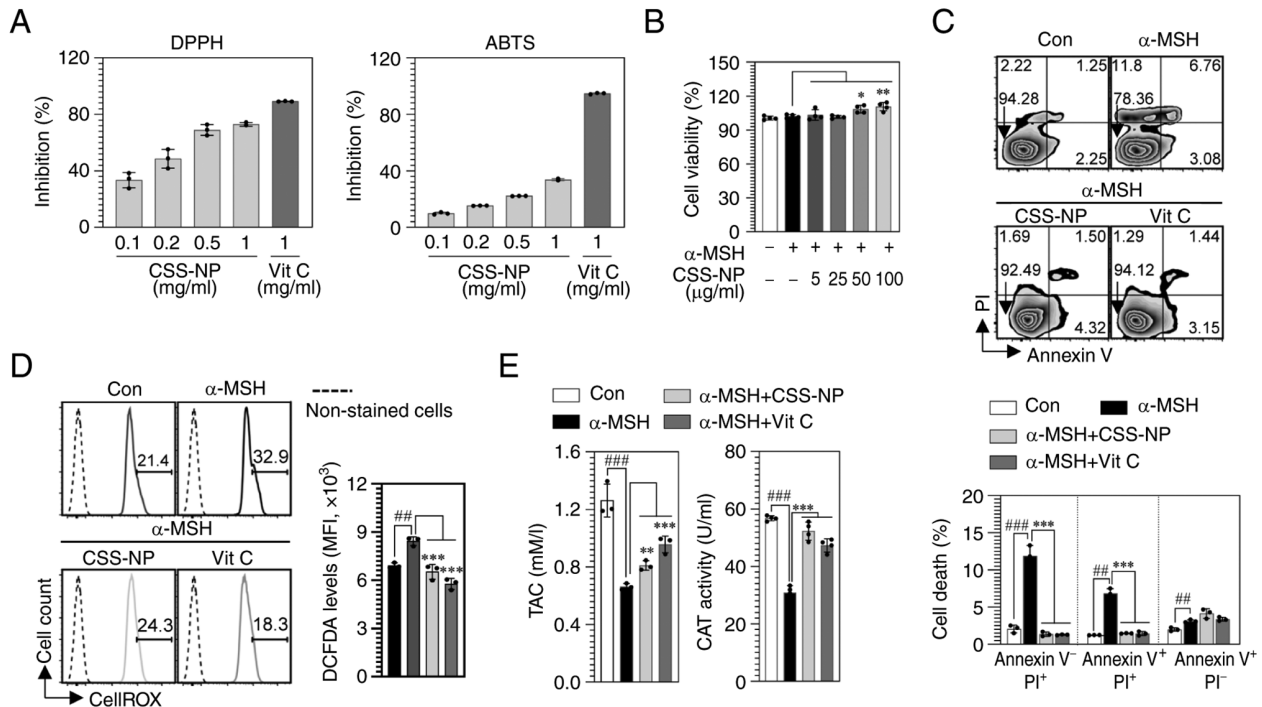 A
DPPH
Inhibition (%)
120
80
40
0
0.1 0.2 0.5 1 1
CSS-NP Vit C
(mg/ml) (mg/ml)
ABTS
Inhibition (%)
120
80
40
0
0.1 0.2 0.5 1 1
CSS-NP Vit C
(mg/ml) (mg/ml)
B
Cell viability (%)
150
120
90
60
30
0
* **
α-MSH − + + + + +
CSS-NP − − 5 25 50 100
(μg/ml)
C
Con α-MSH
2.22 1.25 11.8 6.76
94.28 78.36
2.25 3.08
α-MSH
CSS-NP Vit C
1.69 1.50 1.29 1.44
92.49 94.12
4.32 3.15
PI
Annexin V
Con α-MSH
α-MSH+CSS-NP
α-MSH+Vit C
Cell death (%)
20
15
10
5
0
### ***
## ***
##
Annexin V− Annexin V+ Annexin V+
PI+ PI+ PI−
D
Con α-MSH
21.4 32.9
α-MSH
CSS-NP Vit C
24.3 18.3
Cell count
CellROX
Non-stained cells
DCFDA levels (MFI, ×10³)
12
9
6
3
0
##
*** ***
E
Con α-MSH+CSS-NP
α-MSH α-MSH+Vit C
TAC (mM/l)
1.6
1.2
0.8
0.4
0.0
###
** ***
CAT activity (U/ml)
80
60
40
20
0
### ***